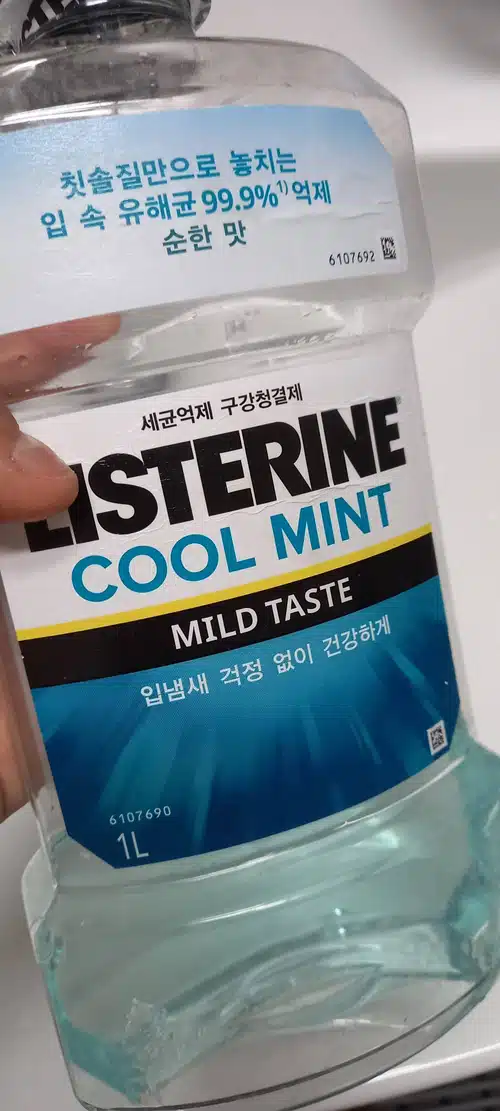 칫솔질만으로 놓치는
입 속 유해균 99.9%¹⁾ 억제
순한 맛
6107692
세균억제 구강청결제
LISTERINE
COOL MINT
MILD TASTE
입냄새 걱정 없이 건강하게
6107690
1L